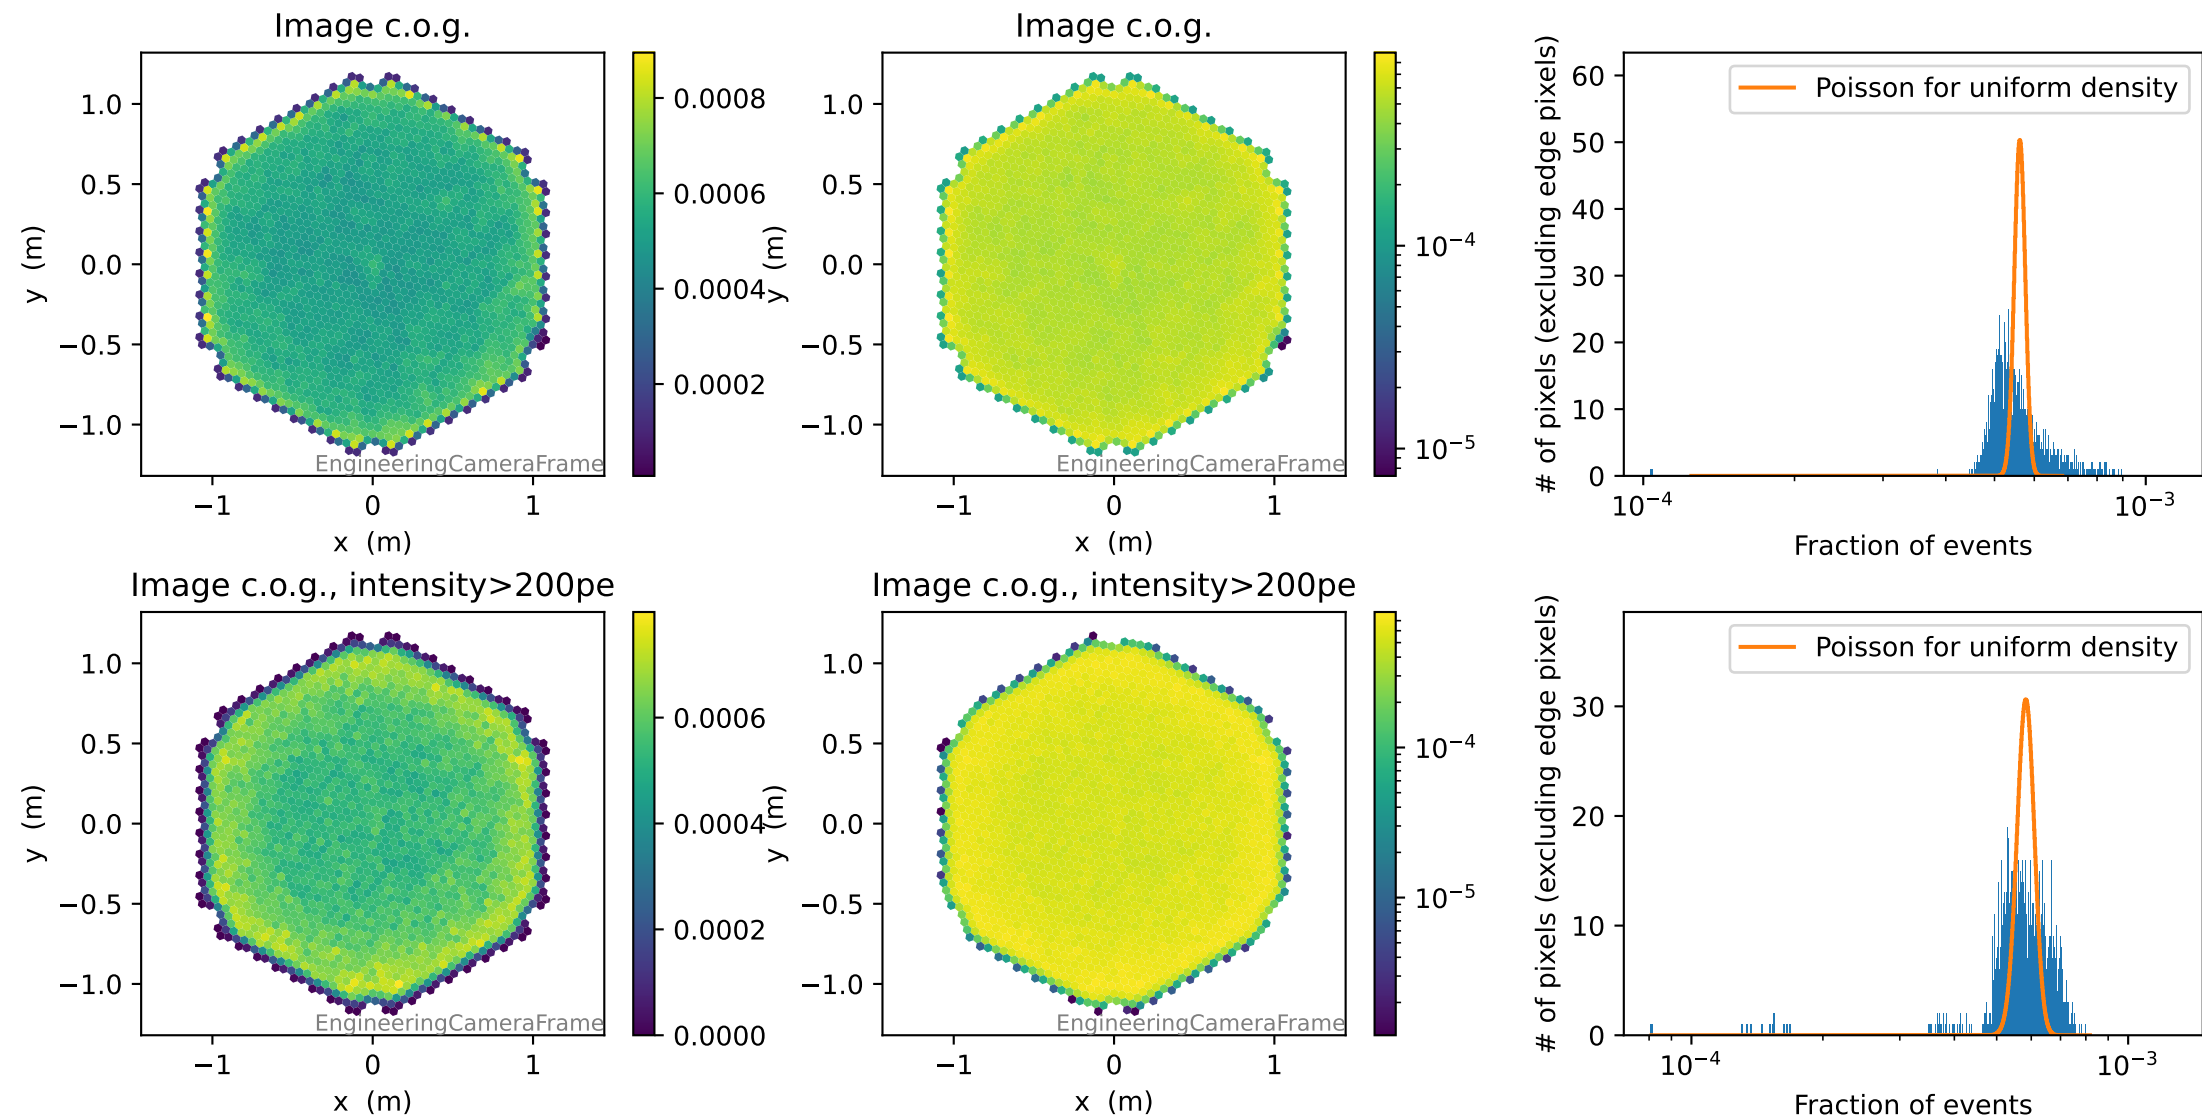 Image c.o.g.
1.0
0.5
0.0
−0.5
−1.0
y (m)
−1
0
1
x (m)
EngineeringCameraFrame
0.0008
0.0006
0.0004
0.0002
Image c.o.g.
1.0
0.5
0.0
−0.5
−1.0
y (m)
−1
0
1
x (m)
EngineeringCameraFrame
10⁻⁴
10⁻⁵
# of pixels (excluding edge pixels)
60
50
40
30
20
10
0
Poisson for uniform density
10⁻⁴
10⁻³
Fraction of events
Image c.o.g., intensity>200pe
1.0
0.5
0.0
−0.5
−1.0
y (m)
−1
0
1
x (m)
EngineeringCameraFrame
0.0006
0.0004
0.0002
0.0000
Image c.o.g., intensity>200pe
1.0
0.5
0.0
−0.5
−1.0
y (m)
−1
0
1
x (m)
EngineeringCameraFrame
10⁻⁴
10⁻⁵
# of pixels (excluding edge pixels)
30
20
10
0
Poisson for uniform density
10⁻⁴
10⁻³
Fraction of events